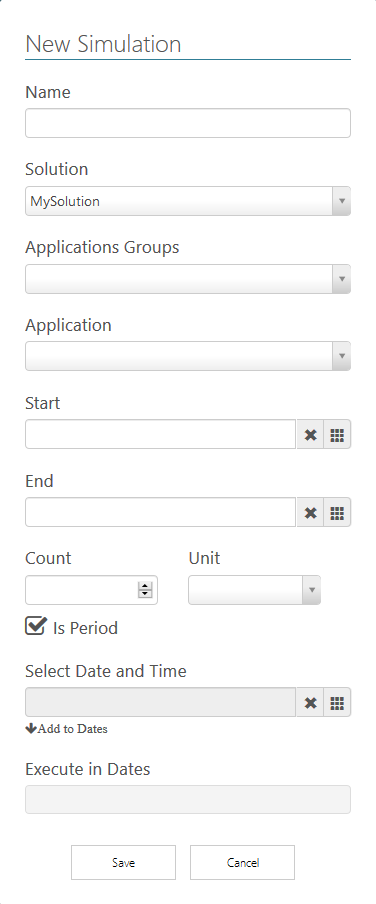 New Simulation
Name
Solution
MySolution
Applications Groups
Application
Start
End
Count Unit
Is Period
Select Date and Time
Add to Dates
Execute in Dates
Save Cancel